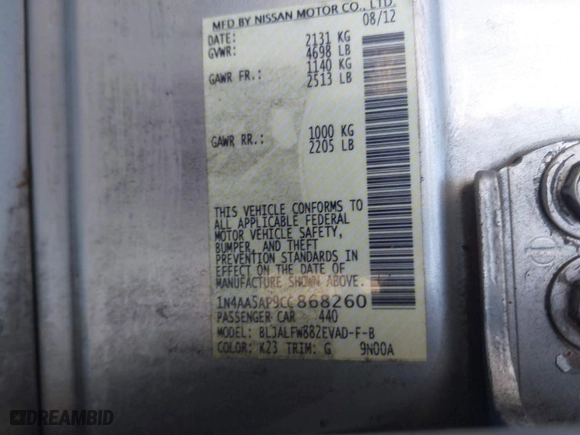 MFD BY NISSAN MOTOR CO., LTD.
DATE: 08/12
GVWR: 2131 KG
4698 LB
GAWR FR.: 1140 KG
2513 LB
GAWR RR.: 1000 KG
2205 LB
THIS VEHICLE CONFORMS TO
ALL APPLICABLE FEDERAL
MOTOR VEHICLE SAFETY,
BUMPER, AND THEFT
PREVENTION STANDARDS IN
EFFECT ON THE DATE OF
MANUFACTURE SHOWN ABOVE.
1N4AA5AP9CC868260
PASSENGER CAR 440
MODEL: BLJALFW882EVAD-F-B
COLOR: K23 TRIM: G 9N00A
DREAMBID